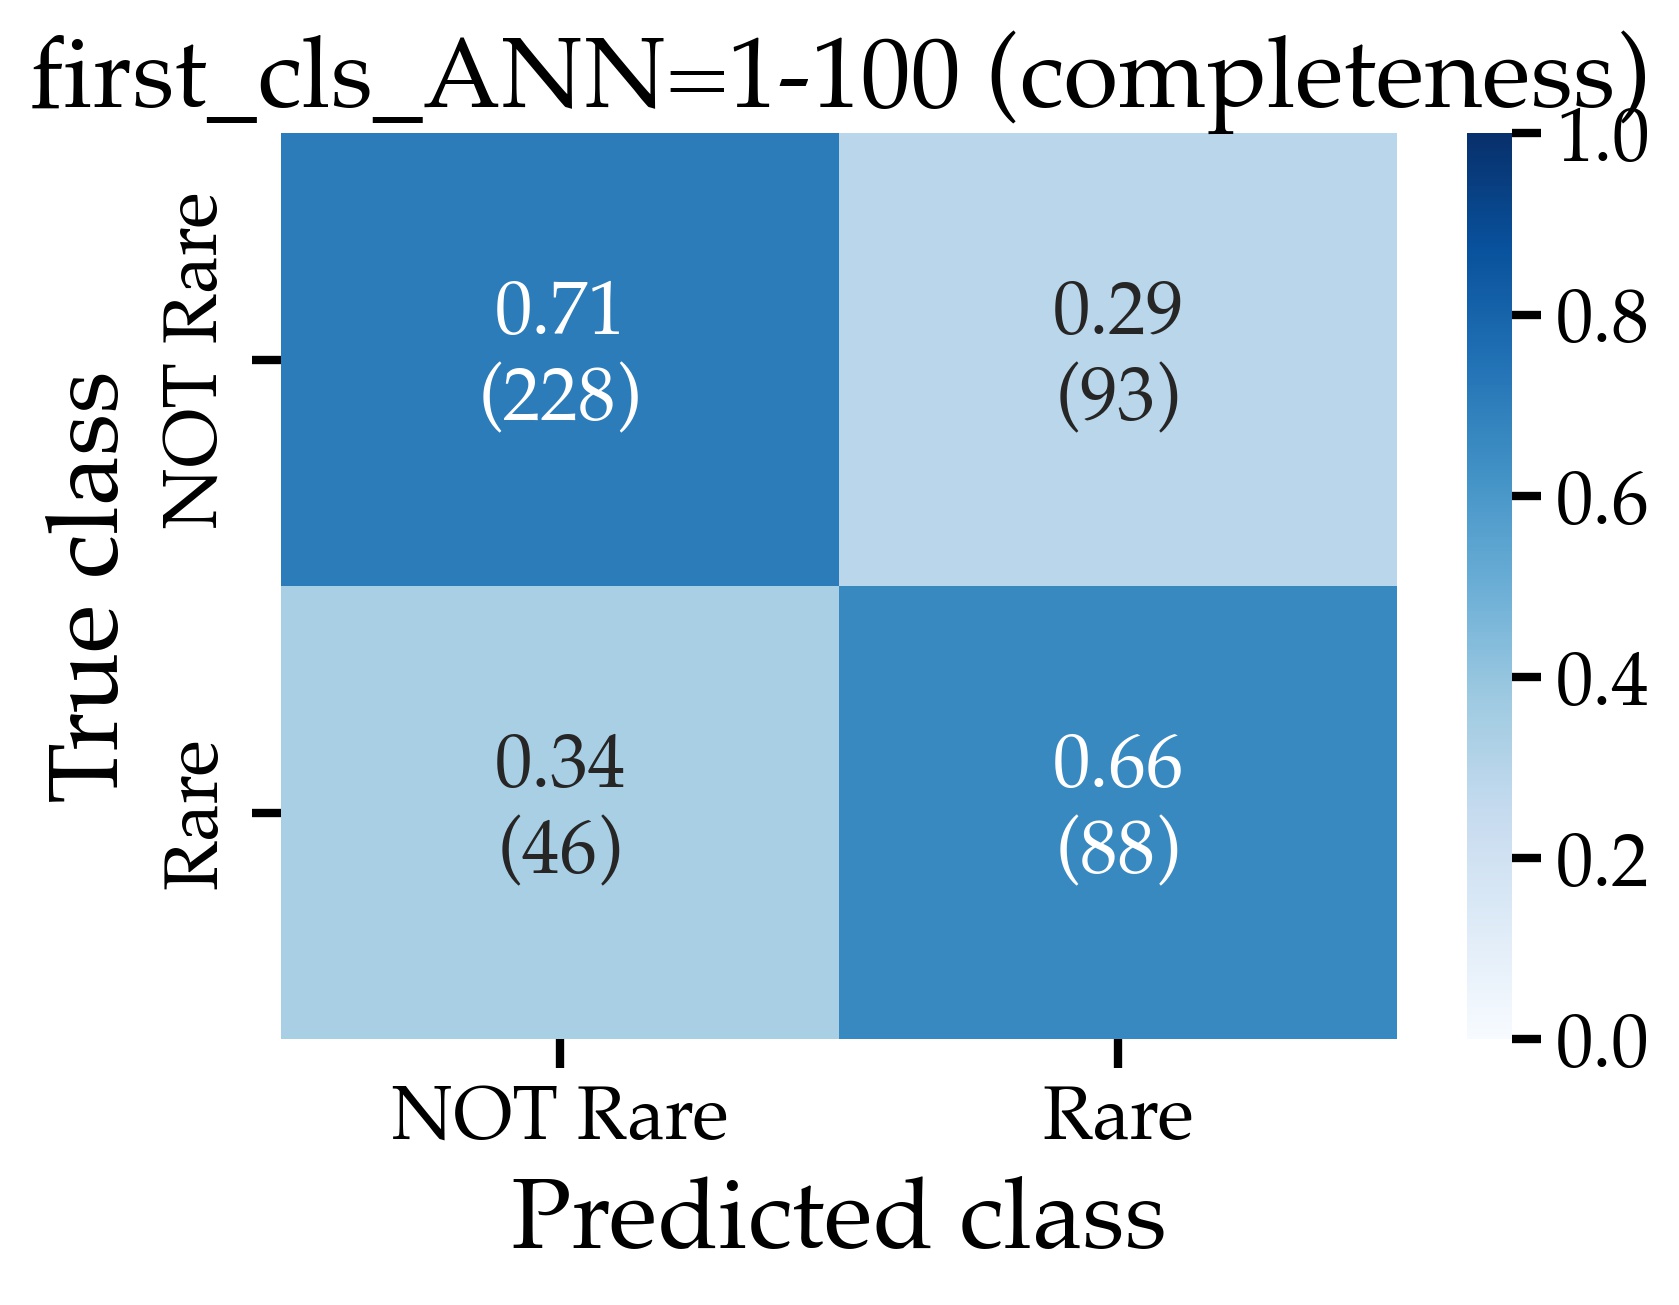 first_cls_ANN=1-100 (completeness)
True class
NOT Rare
Rare
0.71
(228)
0.29
(93)
0.34
(46)
0.66
(88)
NOT Rare
Rare
Predicted class
1.0
0.8
0.6
0.4
0.2
0.0